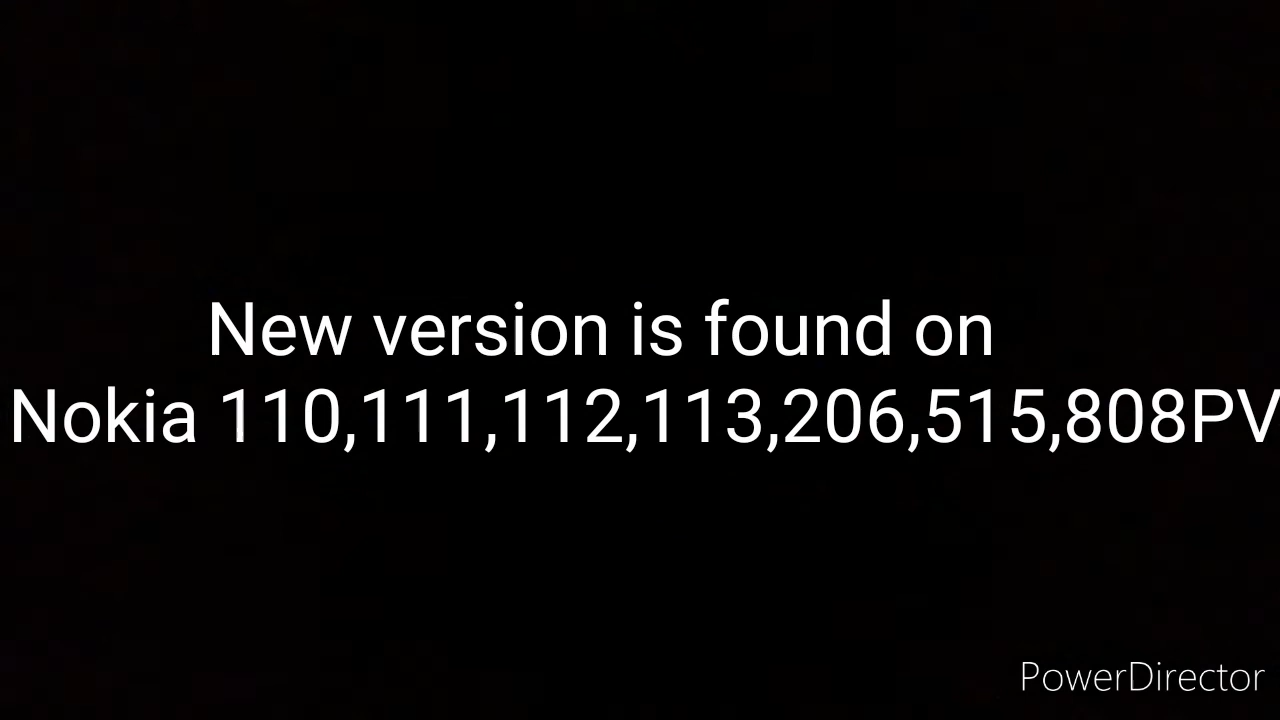 New version is found on
Nokia 110,111,112,113,206,515,808PV
PowerDirector